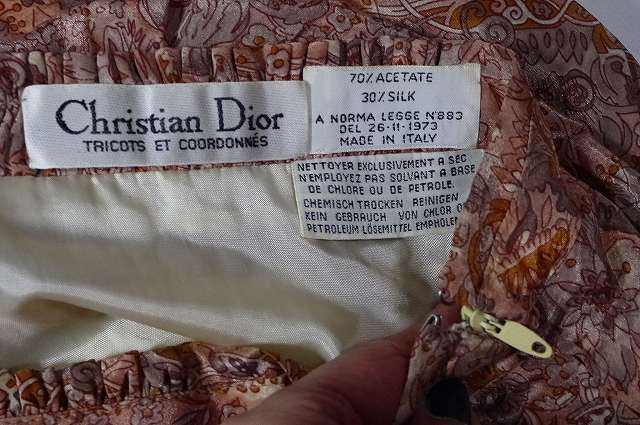 Christian Dior
TRICOTS ET COORDONNÉS
70% ACETATE
30% SILK
A NORMA LEGGE N°883
DEL 26-11-1973
MADE IN ITALY
NETTOYER EXCLUSIVEMENT A SEC
N'EMPLOYEZ PAS SOLVANT A BASE
DE CHLORE OU DE PETROLE.
CHEMISCH TROCKEN REINIGEN
KEIN GEBRAUCH VON CHLOR O
PETROLEUM LÖSEMITTEL EMPHOLEN